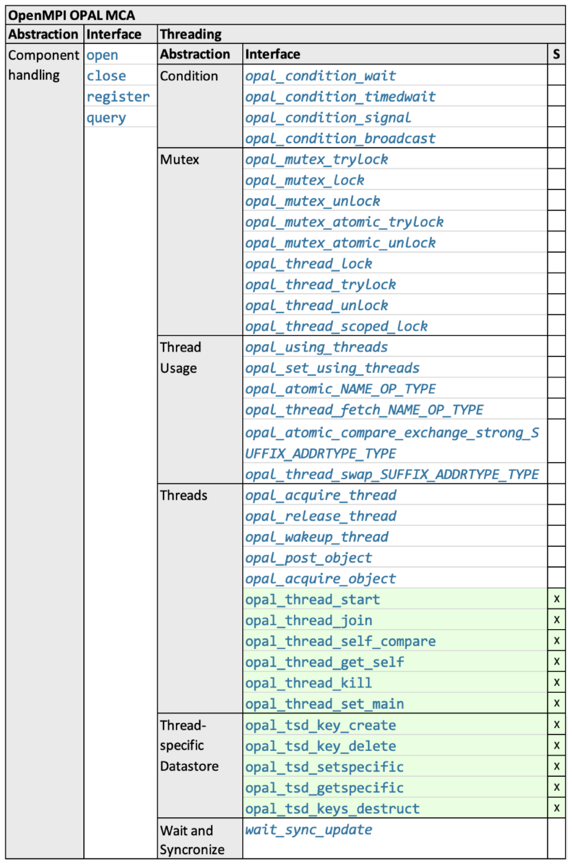 OpenMPI OPAL MCA
Abstraction Interface Threading
Component handling open Abstraction Interface S
close Condition opal_condition_wait
register opal_condition_timedwait
query opal_condition_signal
opal_condition_broadcast
Mutex opal_mutex_trylock
opal_mutex_lock
opal_mutex_unlock
opal_mutex_atomic_trylock
opal_mutex_atomic_unlock
opal_thread_lock
opal_thread_trylock
opal_thread_unlock
opal_thread_scoped_lock
Thread opal_using_threads
Usage opal_set_using_threads
opal_atomic_NAME_OP_TYPE
opal_thread_fetch_NAME_OP_TYPE
opal_atomic_compare_exchange_strong_S
UFFIX_ADDRTYPE_TYPE
opal_thread_swap_SUFFIX_ADDRTYPE_TYPE
Threads opal_acquire_thread
opal_release_thread
opal_wakeup_thread
opal_post_object
opal_acquire_object
opal_thread_start x
opal_thread_join x
opal_thread_self_compare x
opal_thread_get_self x
opal_thread_kill x
opal_thread_set_main x
Thread- opal_tsd_key_create x
specific opal_tsd_key_delete x
Datastore opal_tsd_setspecific x
opal_tsd_getspecific x
opal_tsd_keys_destruct x
Wait and wait_sync_update
Syncronize